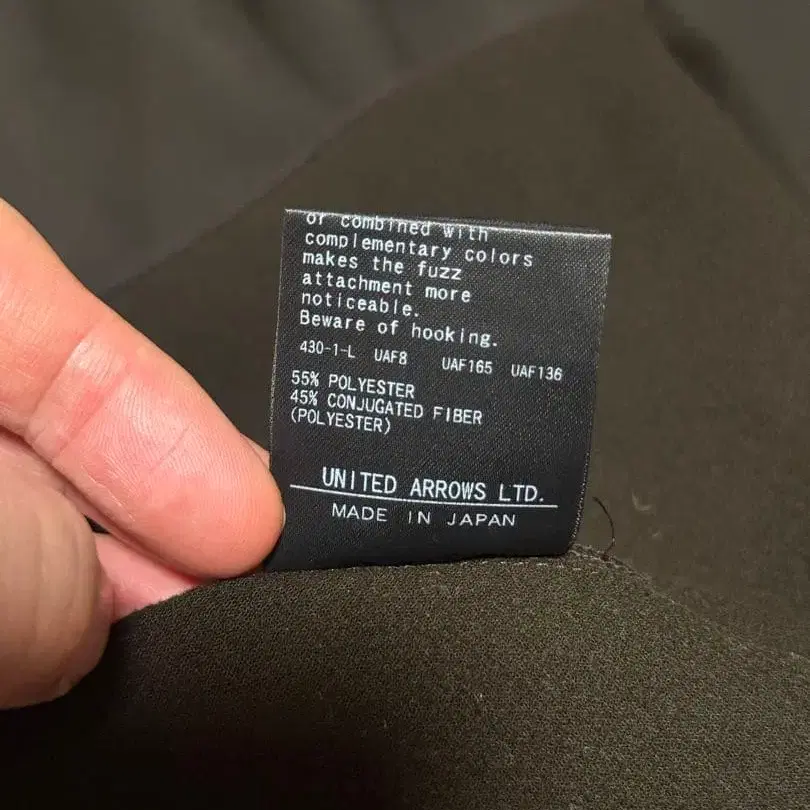 or combined with
complementary colors
makes the fuzz
attachment more
noticeable.
Beware of hooking.
430-1-L UAF8 UAF165 UAF136
55% POLYESTER
45% CONJUGATED FIBER
(POLYESTER)
UNITED ARROWS LTD.
MADE IN JAPAN